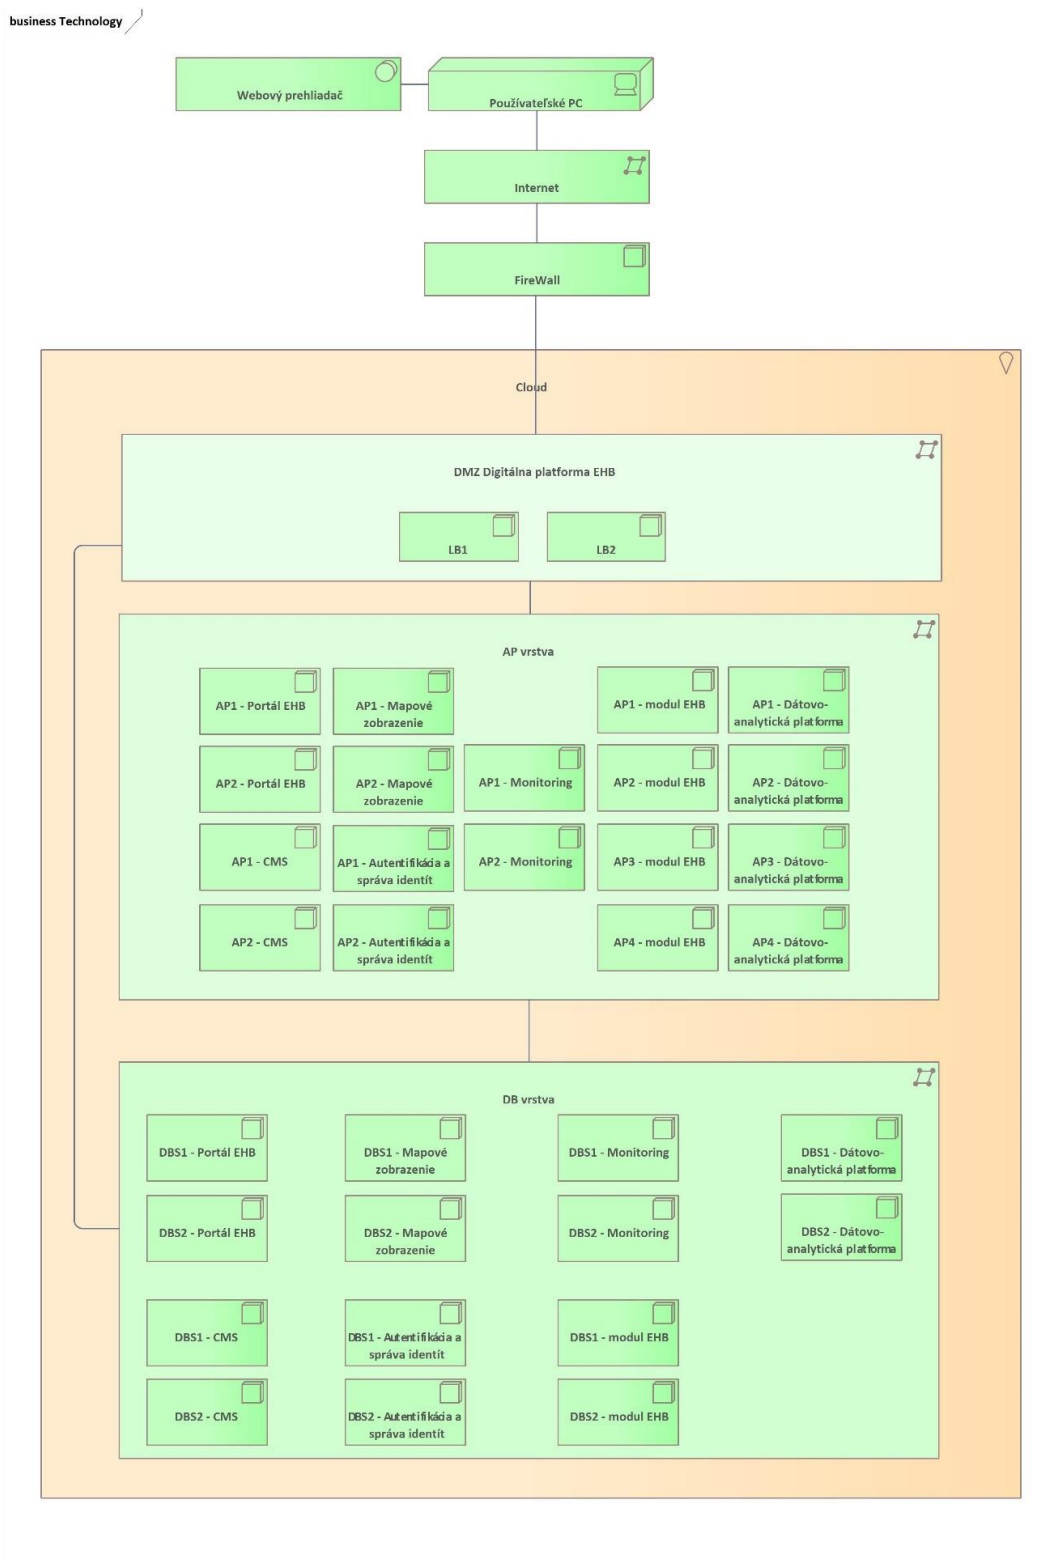 business Technology
Webový prehliadač
Používateľské PC
Internet
FireWall
Cloud
DMZ Digitálna platforma EHB
LB1
LB2
AP vrstva
AP1 - Portál EHB
AP1 - Mapové
zobrazenie
AP1 - modul EHB
AP1 - Dátovo-
analytická platforma
AP2 - Portál EHB
AP2 - Mapové
zobrazenie
AP1 - Monitoring
AP2 - modul EHB
AP2 - Dátovo-
analytická platforma
AP1 - CMS
AP1 - Autentifikácia a
správa identít
AP2 - Monitoring
AP3 - modul EHB
AP3 - Dátovo-
analytická platforma
AP2 - CMS
AP2 - Autentifikácia a
správa identít
AP4 - modul EHB
AP4 - Dátovo-
analytická platforma
DB vrstva
DBS1 - Portál EHB
DBS1 - Mapové
zobrazenie
DBS1 - Monitoring
DBS1 - Dátovo-
analytická platforma
DBS2 - Portál EHB
DBS2 - Mapové
zobrazenie
DBS2 - Monitoring
DBS2 - Dátovo-
analytická platforma
DBS1 - CMS
DBS1 - Autentifikácia a
správa identít
DBS1 - modul EHB
DBS2 - CMS
DBS2 - Autentifikácia a
správa identít
DBS2 - modul EHB